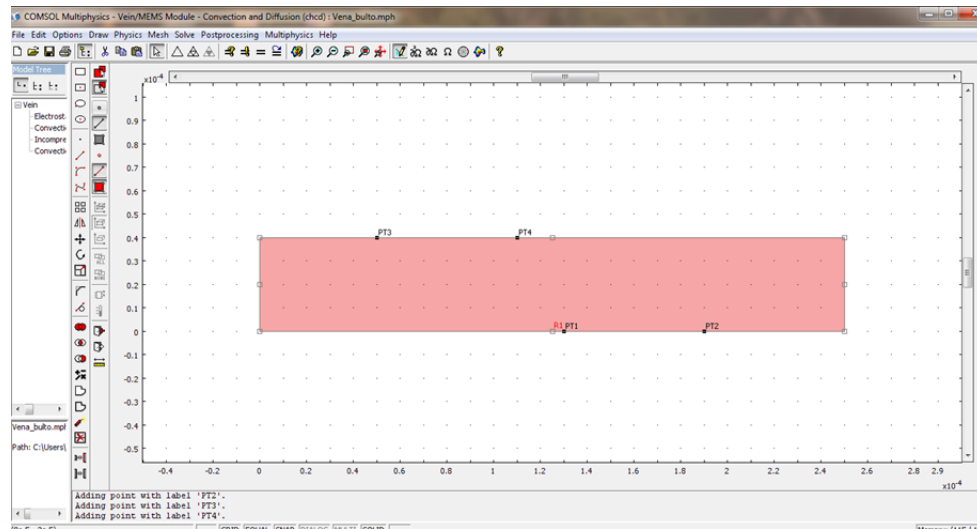 COMSOL Multiphysics - Vein/MEMS Module - Convection and Diffusion (chcd) : Vena_bulto.mph
File Edit Options Draw Physics Mesh Solve Postprocessing Multiphysics Help
Model Tree
Vein
Electrost
Convecti
Incompre
Convecti
x10-4
1
0.9
0.8
0.7
0.6
0.5
0.4
0.3
0.2
0.1
0
-0.1
-0.2
-0.3
-0.4
-0.5
PT3 PT4
R1 PT1 PT2
-0.4 -0.2 0 0.2 0.4 0.6 0.8 1 1.2 1.4 1.6 1.8 2 2.2 2.4 2.6 2.8 2.9
x10-4
Vena_bulto.mpl
Path: C:\Users\
Adding point with label 'PT2'.
Adding point with label 'PT3'.
Adding point with label 'PT4'.
GRID EQUAL SNAP DIALOG MULTI SOLID